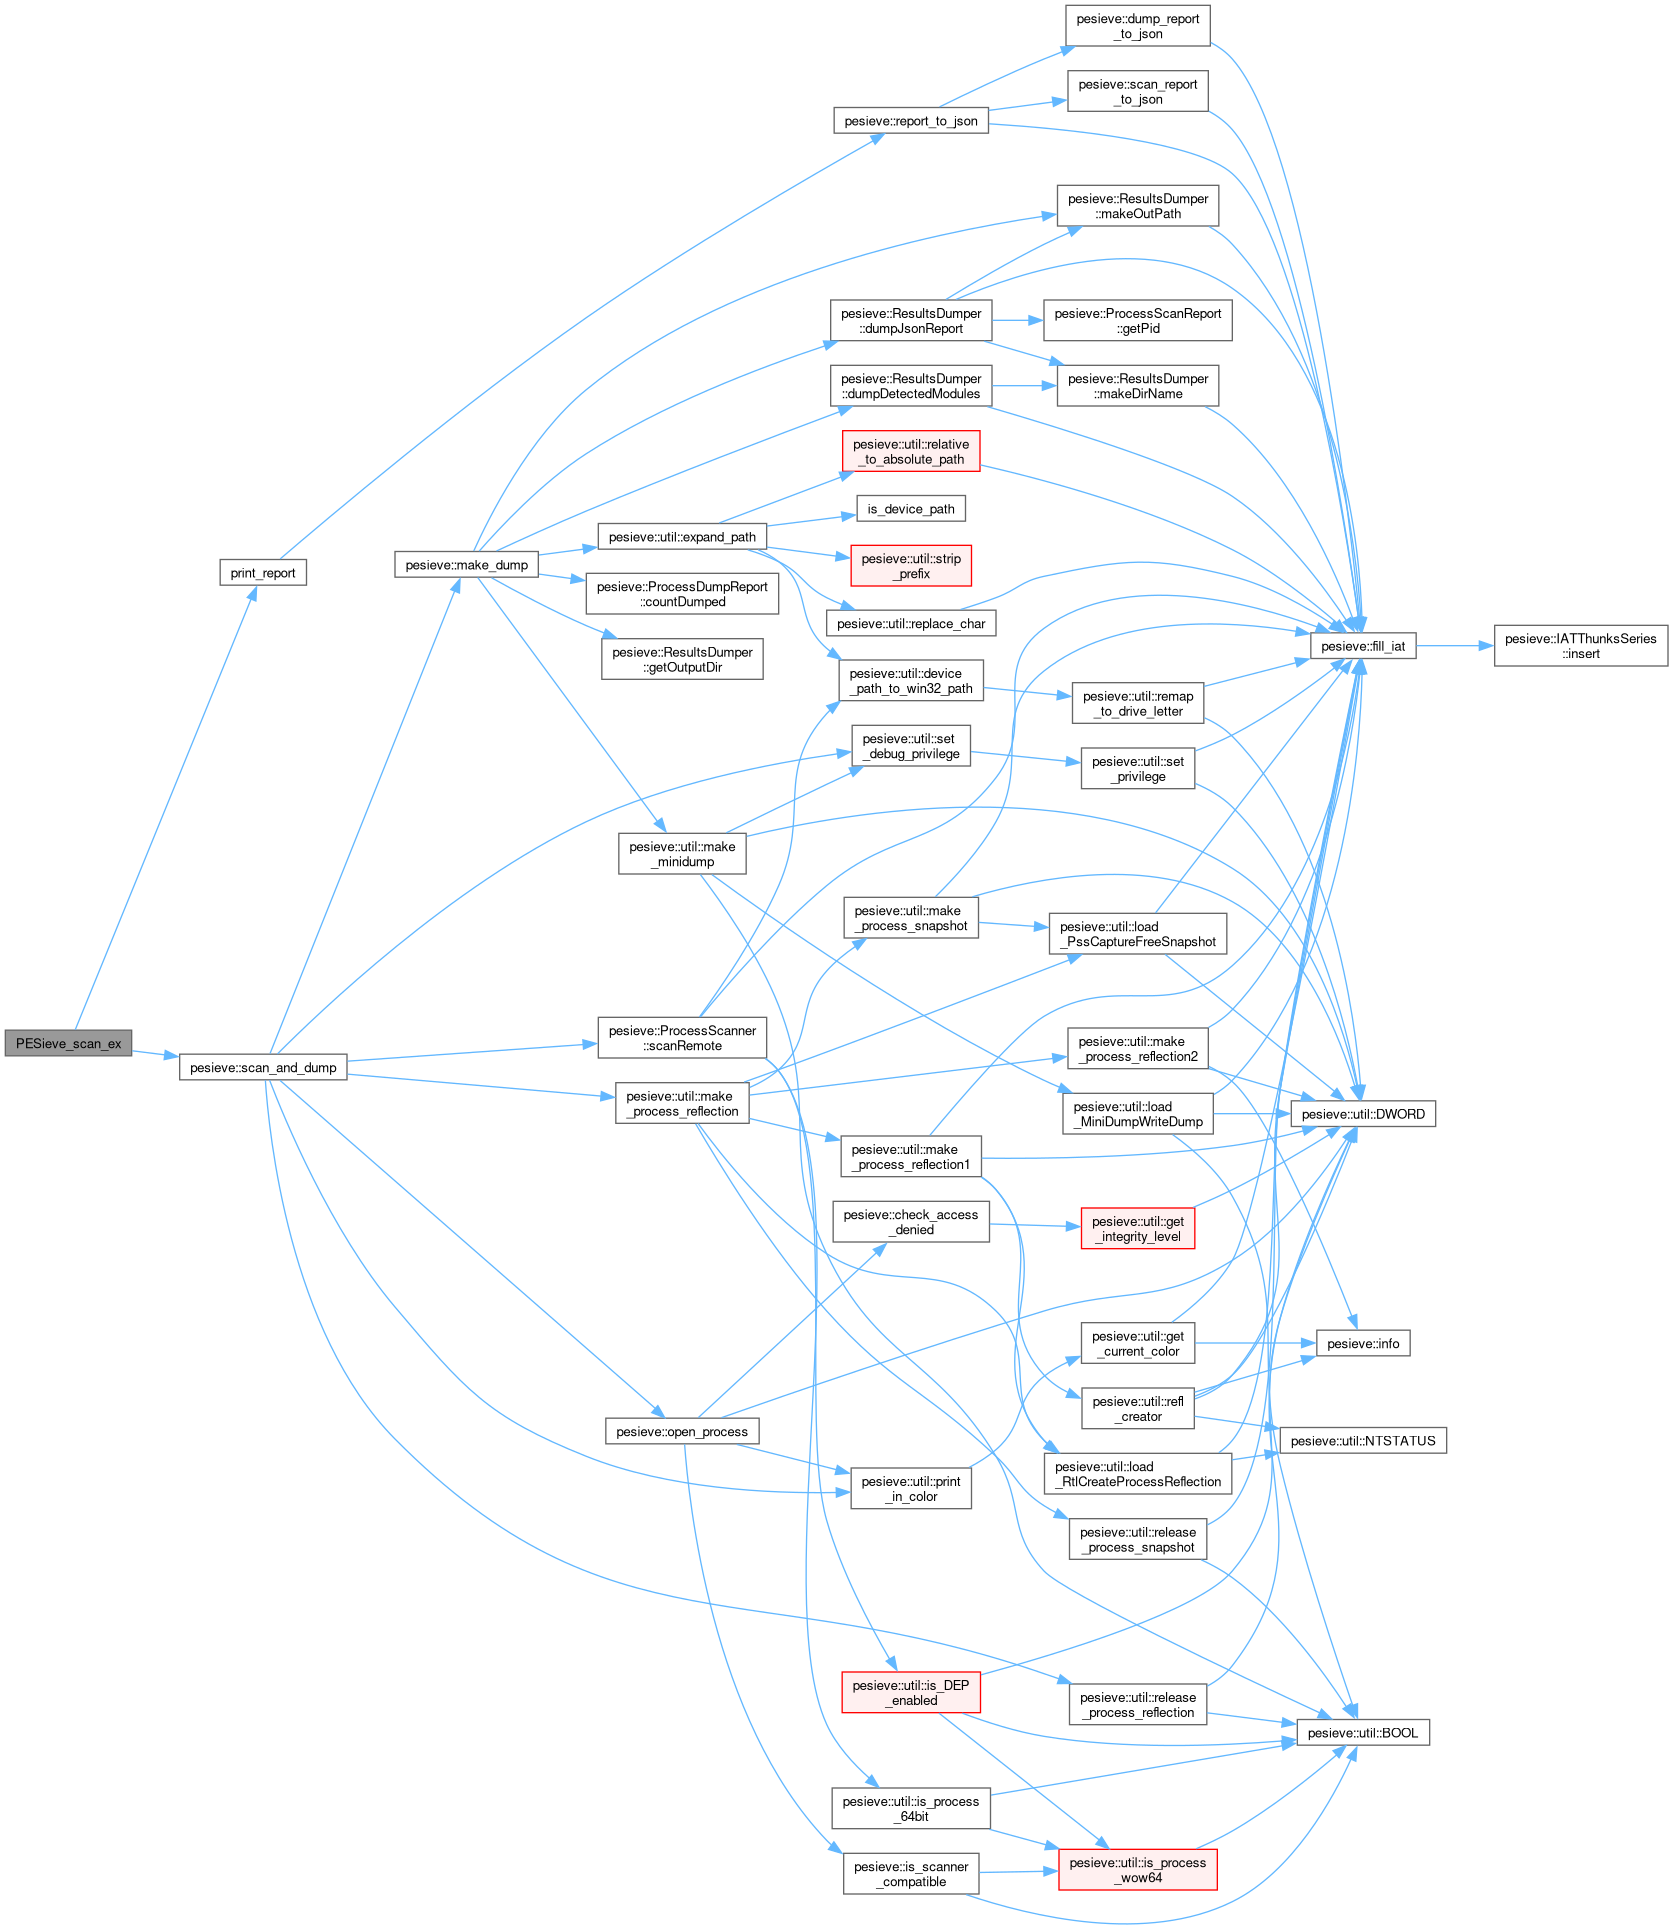 pesieve::dump_report
_to_json
pesieve::scan_report
_to_json
pesieve::report_to_json
pesieve::ResultsDumper
::makeOutPath
pesieve::ResultsDumper
::dumpJsonReport
pesieve::ProcessScanReport
::getPid
pesieve::ResultsDumper
::dumpDetectedModules
pesieve::ResultsDumper
::makeDirName
pesieve::util::relative
_to_absolute_path
is_device_path
pesieve::util::expand_path
pesieve::util::strip
_prefix
print_report
pesieve::make_dump
pesieve::ProcessDumpReport
::countDumped
pesieve::util::replace_char
pesieve::ResultsDumper
::getOutputDir
pesieve::fill_iat
pesieve::IATThunksSeries
::insert
pesieve::util::device
_path_to_win32_path
pesieve::util::remap
_to_drive_letter
pesieve::util::set
_debug_privilege
pesieve::util::set
_privilege
pesieve::util::make
_minidump
pesieve::util::make
_process_snapshot
pesieve::util::load
_PssCaptureFreeSnapshot
PESieve_scan_ex
pesieve::scan_and_dump
pesieve::ProcessScanner
::scanRemote
pesieve::util::make
_process_reflection2
pesieve::util::make
_process_reflection
pesieve::util::load
_MiniDumpWriteDump
pesieve::util::DWORD
pesieve::util::make
_process_reflection1
pesieve::check_access
_denied
pesieve::util::get
_integrity_level
pesieve::util::get
_current_color
pesieve::info
pesieve::util::refl
_creator
pesieve::open_process
pesieve::util::NTSTATUS
pesieve::util::print
_in_color
pesieve::util::load
_RtlCreateProcessReflection
pesieve::util::release
_process_snapshot
pesieve::util::is_DEP
_enabled
pesieve::util::release
_process_reflection
pesieve::util::BOOL
pesieve::util::is_process
_64bit
pesieve::is_scanner
_compatible
pesieve::util::is_process
_wow64